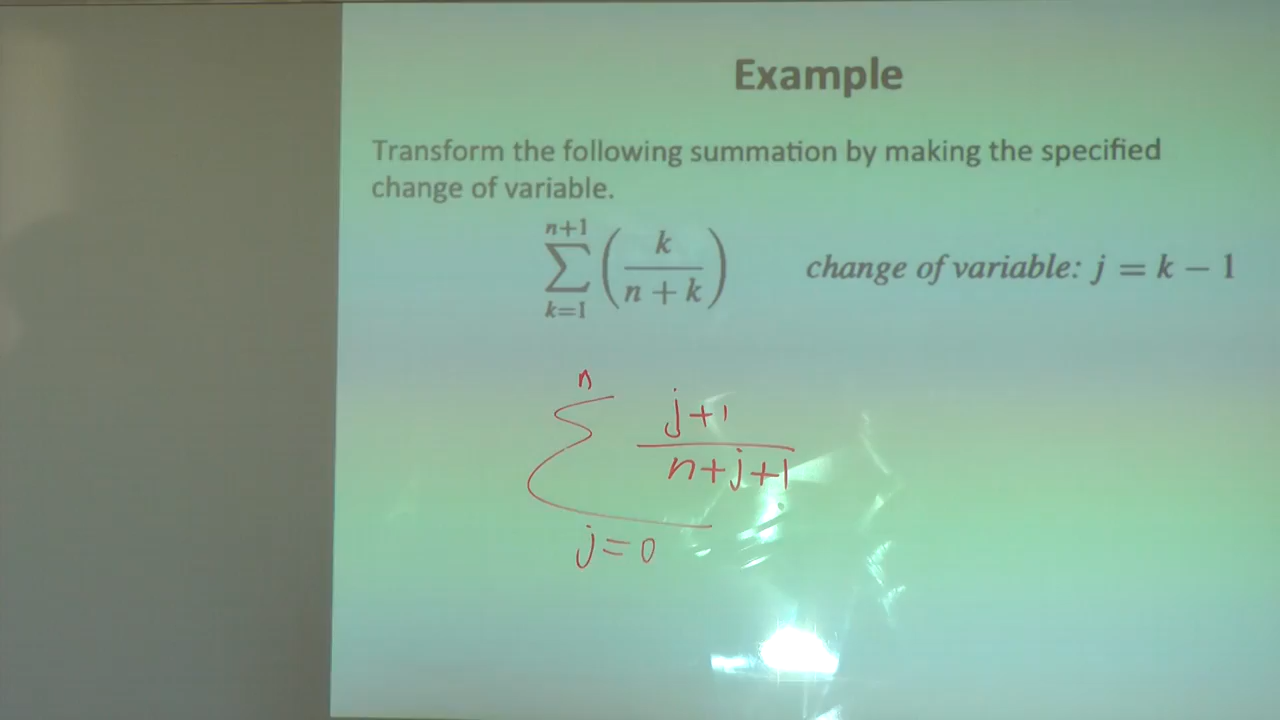 Example
Transform the following summation by making the specified
change of variable.
n+1
∑ ( k / n + k )   change of variable: j = k − 1
k=1
n
∑ j+1 / n+j+1
j=0